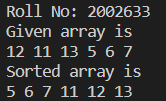 Roll No: 2002633
Given array is
12 11 13 5 6 7
Sorted array is
5 6 7 11 12 13